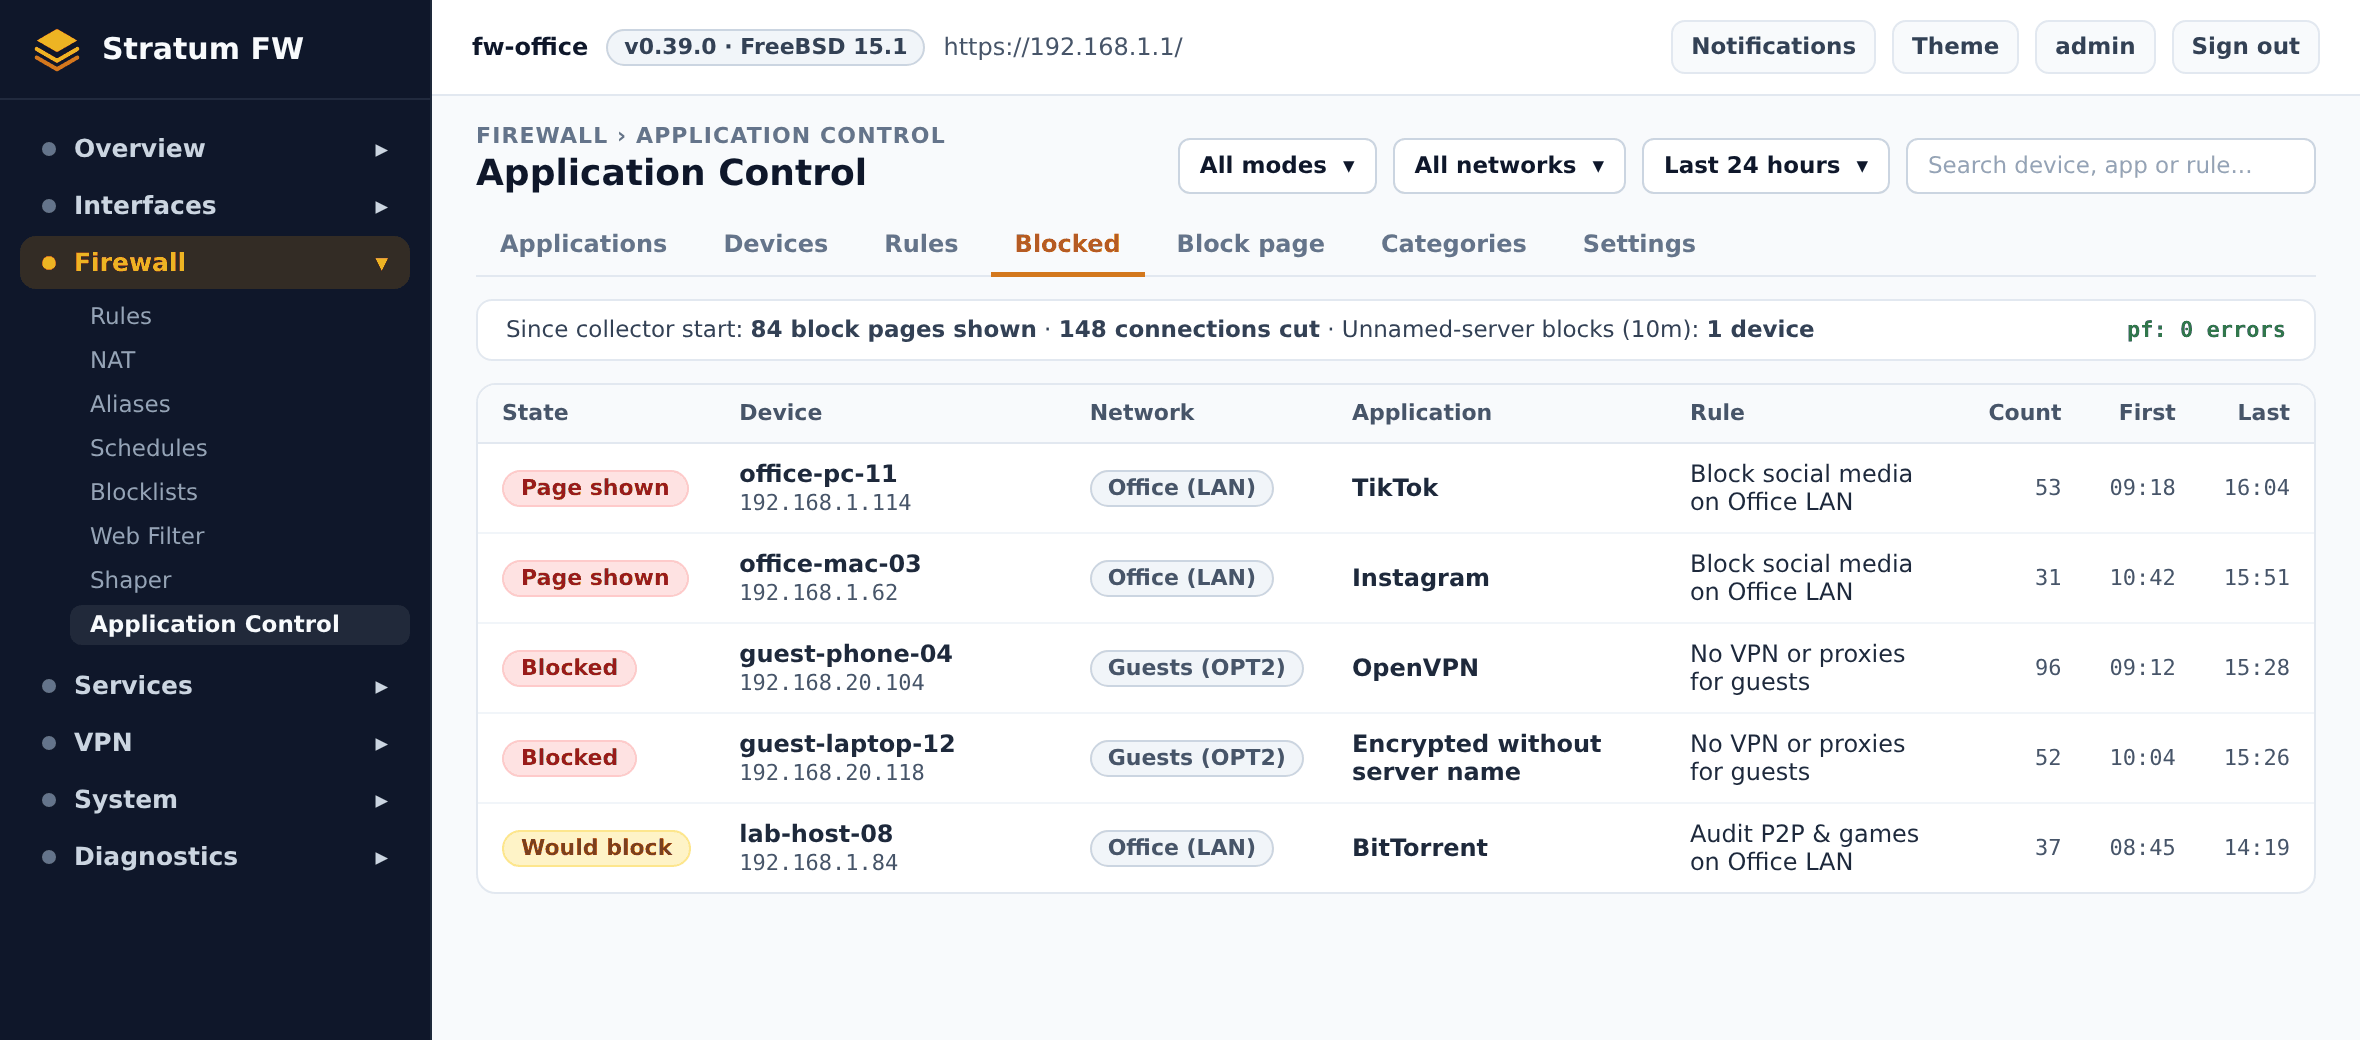 Stratum FW
fw-office
v0.39.0 · FreeBSD 15.1
https://192.168.1.1/
Notifications
Theme
admin
Sign out
Overview ▶
Interfaces ▶
Firewall ▼
Rules
NAT
Aliases
Schedules
Blocklists
Web Filter
Shaper
Application Control
Services ▶
VPN ▶
System ▶
Diagnostics ▶
FIREWALL › APPLICATION CONTROL
Application Control
All modes ▼
All networks ▼
Last 24 hours ▼
Search device, app or rule...
Applications Devices Rules Blocked Block page Categories Settings
Since collector start: 84 block pages shown · 148 connections cut · Unnamed-server blocks (10m): 1 device
pf: 0 errors
State Device Network Application Rule Count First Last
Page shown
office-pc-11
192.168.1.114
Office (LAN)
TikTok
Block social media
on Office LAN
53 09:18 16:04
Page shown
office-mac-03
192.168.1.62
Office (LAN)
Instagram
Block social media
on Office LAN
31 10:42 15:51
Blocked
guest-phone-04
192.168.20.104
Guests (OPT2)
OpenVPN
No VPN or proxies
for guests
96 09:12 15:28
Blocked
guest-laptop-12
192.168.20.118
Guests (OPT2)
Encrypted without
server name
No VPN or proxies
for guests
52 10:04 15:26
Would block
lab-host-08
192.168.1.84
Office (LAN)
BitTorrent
Audit P2P & games
on Office LAN
37 08:45 14:19